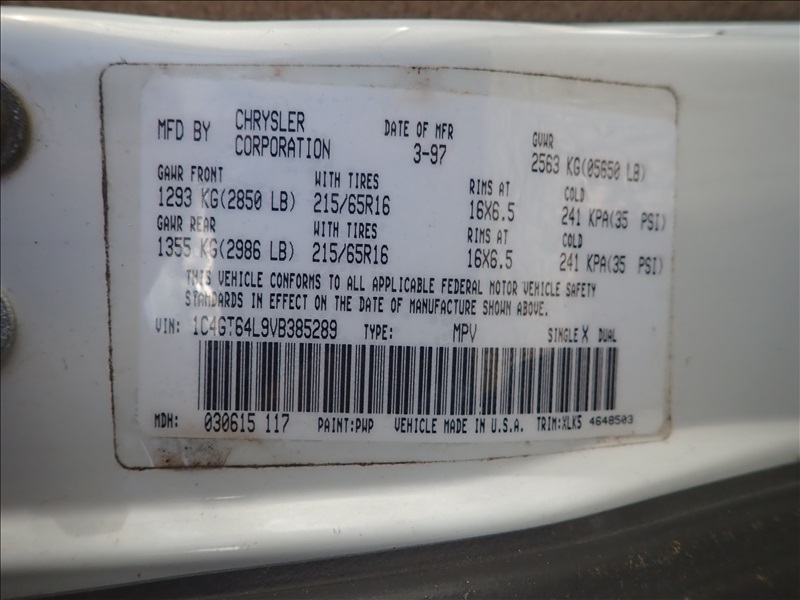 MFD BY CHRYSLER CORPORATION DATE OF MFR 3-97 GVWR 2563 KG(05650 LB)
GAWR FRONT WITH TIRES RIMS AT COLD
1293 KG(2850 LB) 215/65R16 16X6.5 241 KPA(35 PSI)
GAWR REAR WITH TIRES RIMS AT COLD
1355 KG(2986 LB) 215/65R16 16X6.5 241 KPA(35 PSI)
THIS VEHICLE CONFORMS TO ALL APPLICABLE FEDERAL MOTOR VEHICLE SAFETY
STANDARDS IN EFFECT ON THE DATE OF MANUFACTURE SHOWN ABOVE.
VIN: 1C4GT64L9VB385289 TYPE: MPV SINGLE X DUAL
MDH: 030615 117 PAINT:PWP VEHICLE MADE IN U.S.A. TRIM:XLK5 4648503